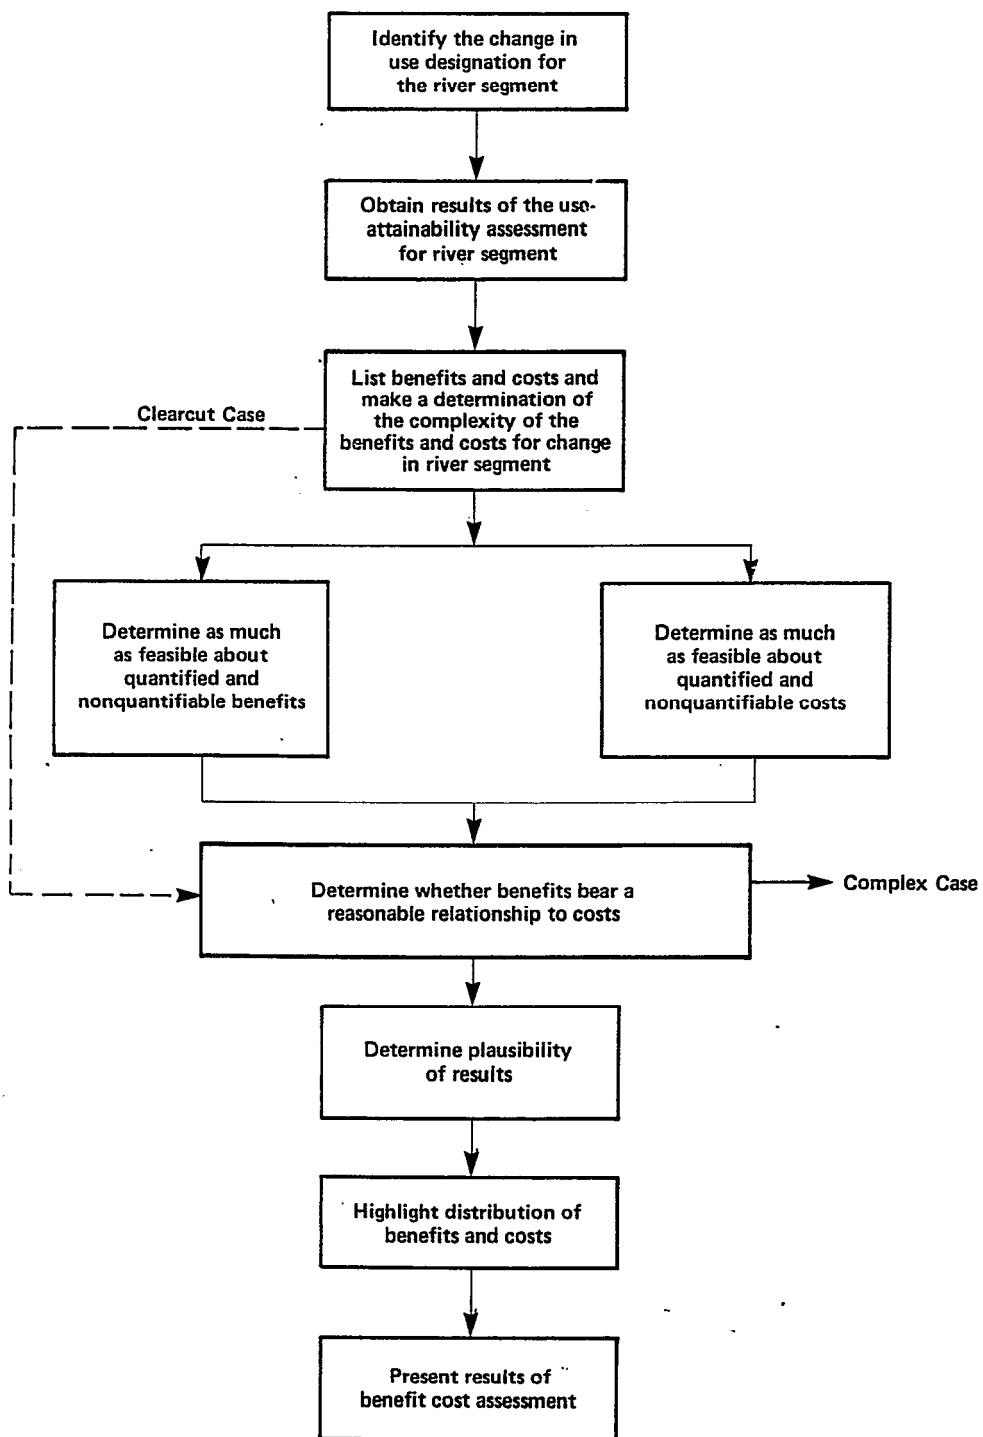 Identify the change in
use designation for
the river segment
Obtain results of the use-
attainability assessment
for river segment
List benefits and costs and
make a determination of
the complexity of the
benefits and costs for change
in river segment
Clearcut Case
Determine as much
as feasible about
quantified and
nonquantifiable benefits
Determine as much
as feasible about
quantified and
nonquantifiable costs
Determine whether benefits bear a
reasonable relationship to costs
Complex Case
Determine plausibility
of results
Highlight distribution of
benefits and costs
Present results of
benefit cost assessment